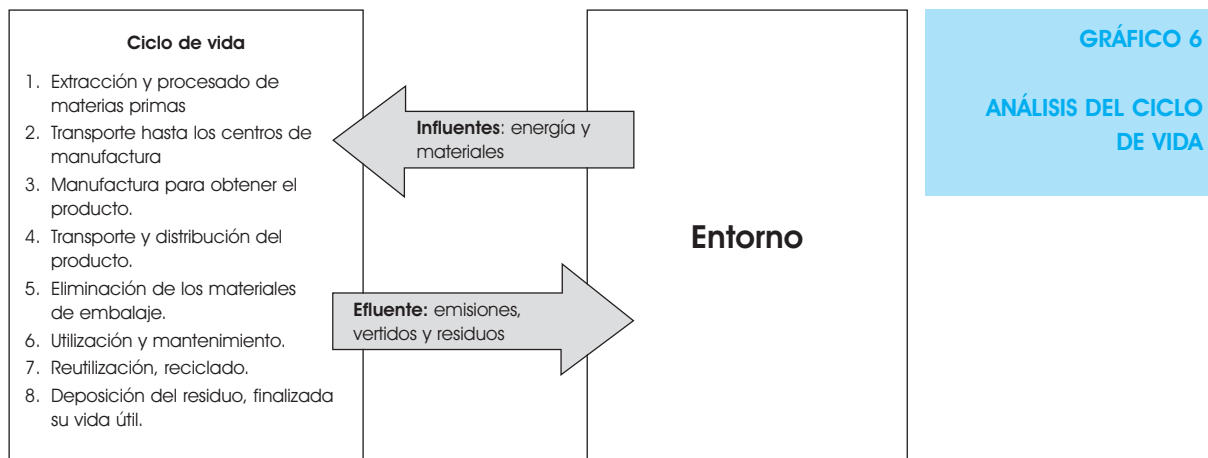 Ciclo de vida
1. Extracción y procesado de
materias primas
2. Transporte hasta los centros de
manufactura
3. Manufactura para obtener el
producto.
4. Transporte y distribución del
producto.
5. Eliminación de los materiales
de embalaje.
6. Utilización y mantenimiento.
7. Reutilización, reciclado.
8. Deposición del residuo, finalizada
su vida útil.
Influentes: energía y
materiales
Efluente: emisiones,
vertidos y residuos
Entorno
GRÁFICO 6
ANÁLISIS DEL CICLO
DE VIDA